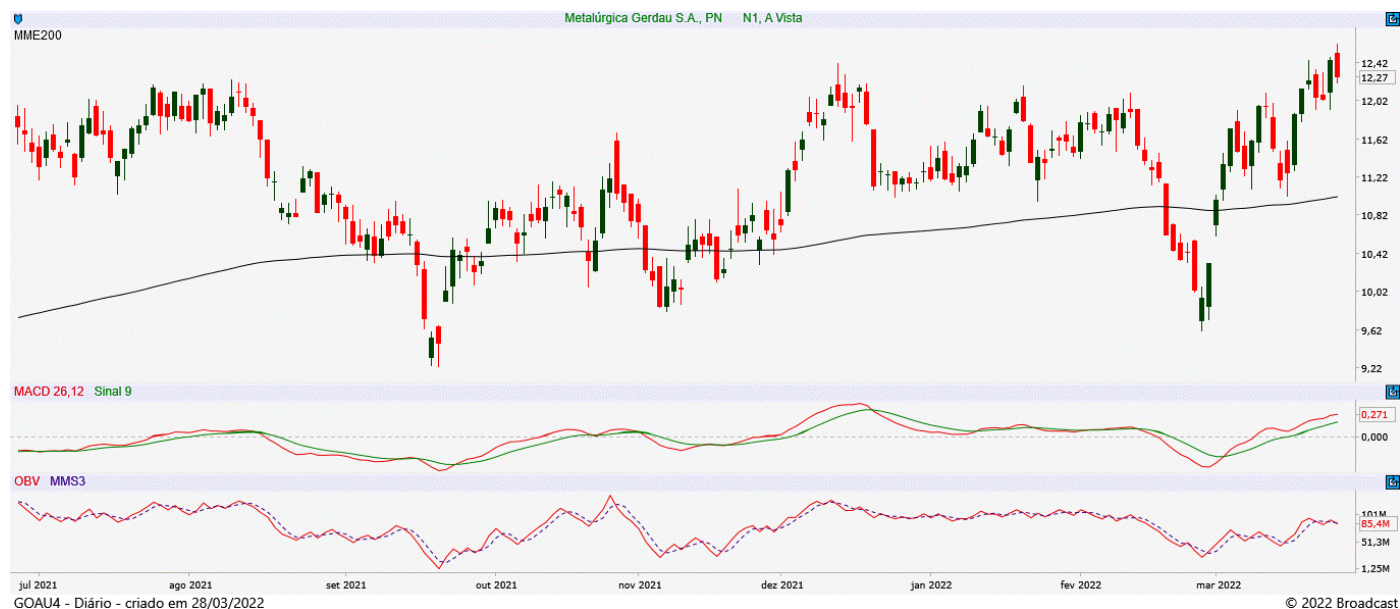 Metalúrgica Gerdau S.A., PN N1, A Vista
MME200
12,42
12,27
12,02
11,62
11,22
10,82
10,42
10,02
9,62
9,22
MACD 26,12 Sinal 9
0,271
0,000
OBV MMS3
101M
85,4M
51,3M
1,25M
jul 2021 ago 2021 set 2021 out 2021 nov 2021 dez 2021 jan 2022 fev 2022 mar 2022
GOAU4 - Diário - criado em 28/03/2022 © 2022 Broadcast